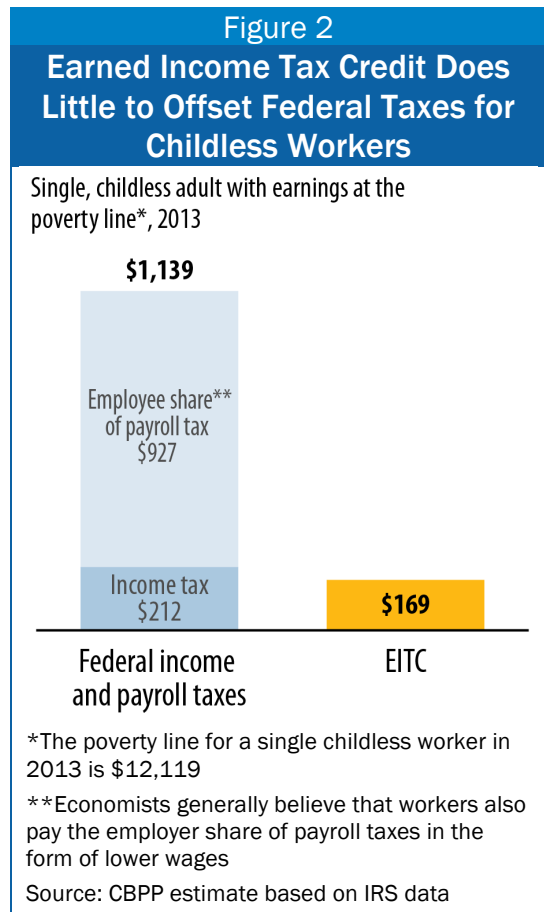 Figure 2
Earned Income Tax Credit Does
Little to Offset Federal Taxes for
Childless Workers
Single, childless adult with earnings at the
poverty line*, 2013
$1,139
Employee share**
of payroll tax
$927
Income tax
$212
$169
Federal income
and payroll taxes
EITC
*The poverty line for a single childless worker in
2013 is $12,119
**Economists generally believe that workers also
pay the employer share of payroll taxes in the
form of lower wages
Source: CBPP estimate based on IRS data